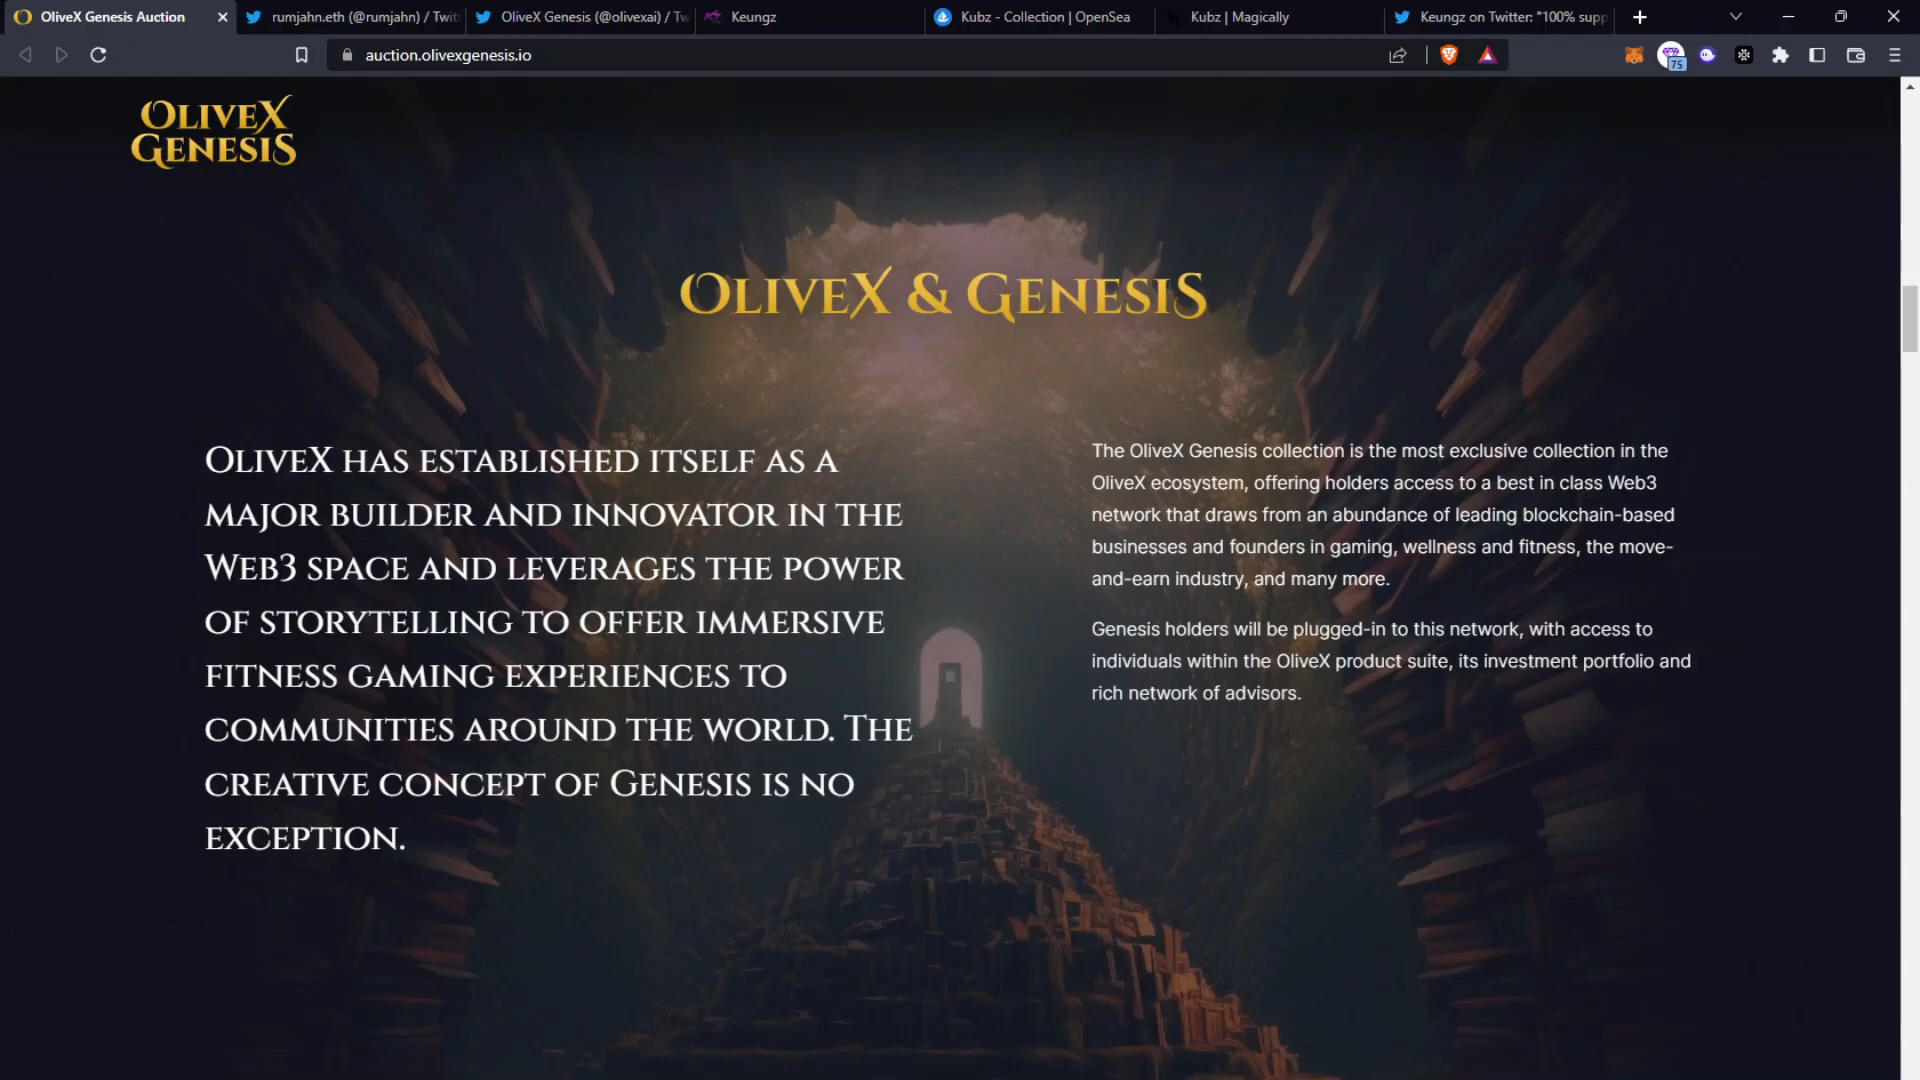 OliveX Genesis Auction
rumjahn.eth (@rumjahn) / Twit
OliveX Genesis (@olivexai) / Tw
Keungz
Kubz - Collection | OpenSea
Kubz | Magically
Keungz on Twitter: "100% supp
auction.olivexgenesis.io
75
OLIVEX
GENESIS
OLIVEX & GENESIS
OLIVEX HAS ESTABLISHED ITSELF AS A
MAJOR BUILDER AND INNOVATOR IN THE
WEB3 SPACE AND LEVERAGES THE POWER
OF STORYTELLING TO OFFER IMMERSIVE
FITNESS GAMING EXPERIENCES TO
COMMUNITIES AROUND THE WORLD. THE
CREATIVE CONCEPT OF GENESIS IS NO
EXCEPTION.
The OliveX Genesis collection is the most exclusive collection in the
OliveX ecosystem, offering holders access to a best in class Web3
network that draws from an abundance of leading blockchain-based
businesses and founders in gaming, wellness and fitness, the move-
and-earn industry, and many more.
Genesis holders will be plugged-in to this network, with access to
individuals within the OliveX product suite, its investment portfolio and
rich network of advisors.